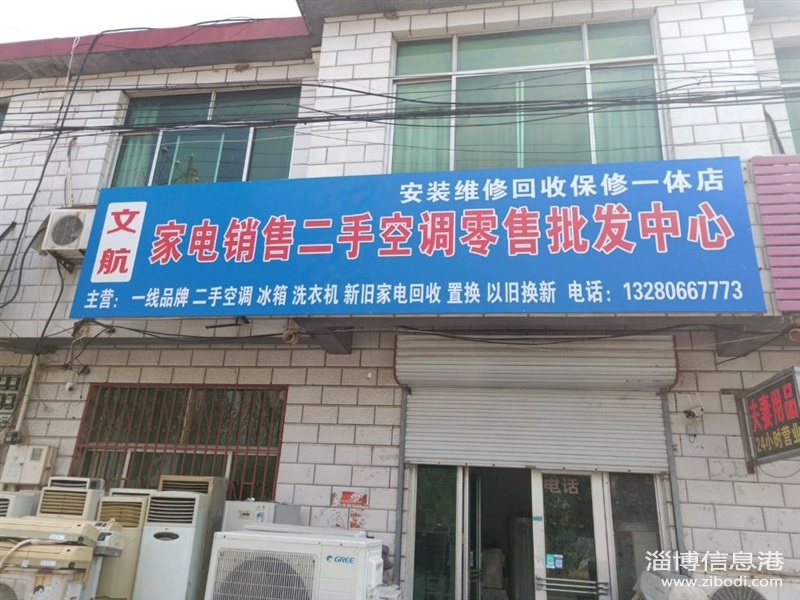 安装维修回收保修一体店
文航
家电销售二手空调零售批发中心
主营：一线品牌 二手空调 冰箱 洗衣机 新旧家电回收 置换 以旧换新 电话：13280667773
夫妻用品
24小时营业
电话
GREE
淄博信息港
www.zibodi.com